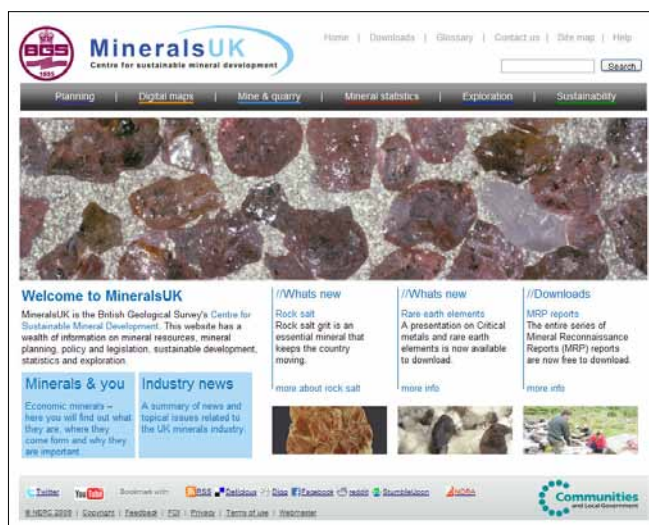 BGS
1835
MineralsUK
Centre for sustainable mineral development
Home | Downloads | Glossary | Contact us | Site map | Help
Search
Planning | Digital maps | Mine & quarry | Mineral statistics | Exploration | Sustainability
Welcome to MineralsUK
MineralsUK is the British Geological Survey's Centre for
Sustainable Mineral Development. This website has a
wealth of information on mineral resources, mineral
planning, policy and legislation, sustainable development,
statistics and exploration.
Minerals & you
Economic minerals –
here you will find out what
they are, where they
come form and why they
are important.
Industry news
A summary of news and
topical issues related to
the UK minerals industry.
//Whats new
Rock salt
Rock salt grit is an
essential mineral that
keeps the country
moving.
more about rock salt
//Whats new
Rare earth elements
A presentation on Critical
metals and rare earth
elements is now available
to download.
more info
//Downloads
MRP reports
The entire series of
Mineral Reconnaissance
Reports (MRP) reports
are now free to download.
more info
Twitter YouTube Bookmark with: RSS Delicious Digg Facebook reddit StumbleUpon NORA
© NERC 2009 | Copyright | Feedback | FOI | Privacy | Terms of use | Webmaster
Communities
and Local Government